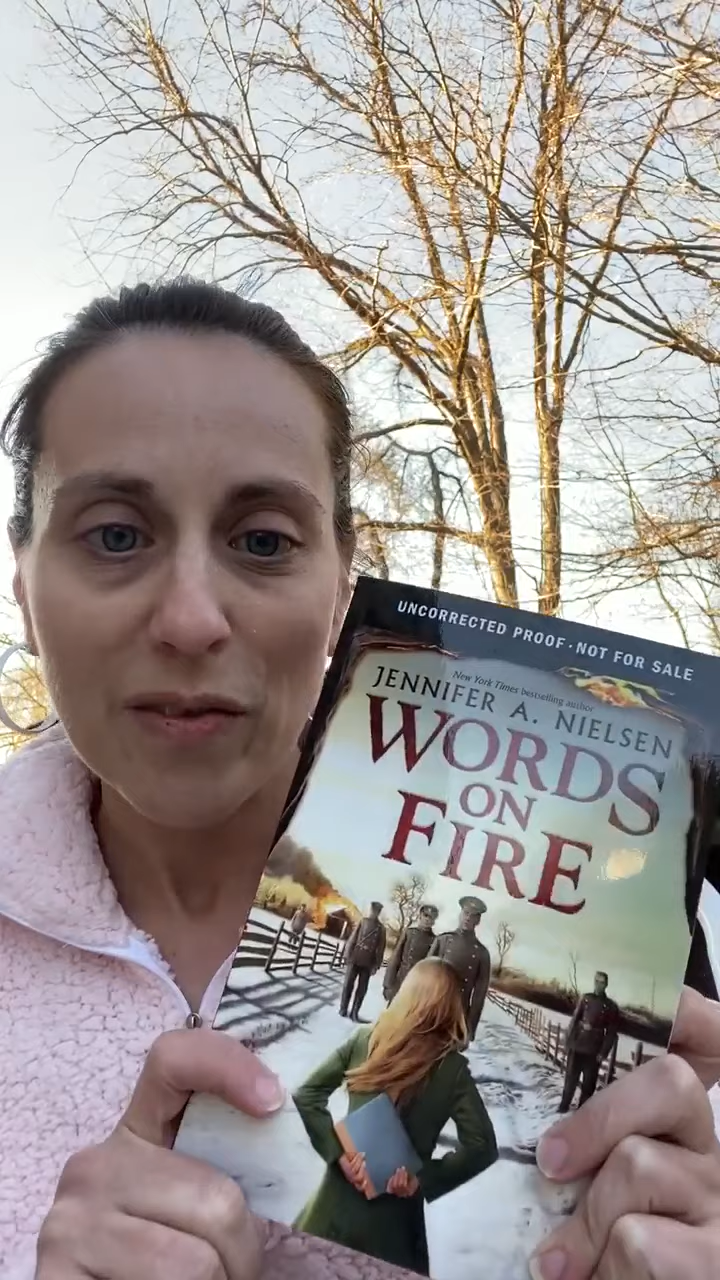 UNCORRECTED PROOF · NOT FOR SALE
New York Times bestselling author
JENNIFER A. NIELSEN
WORDS
ON
FIRE